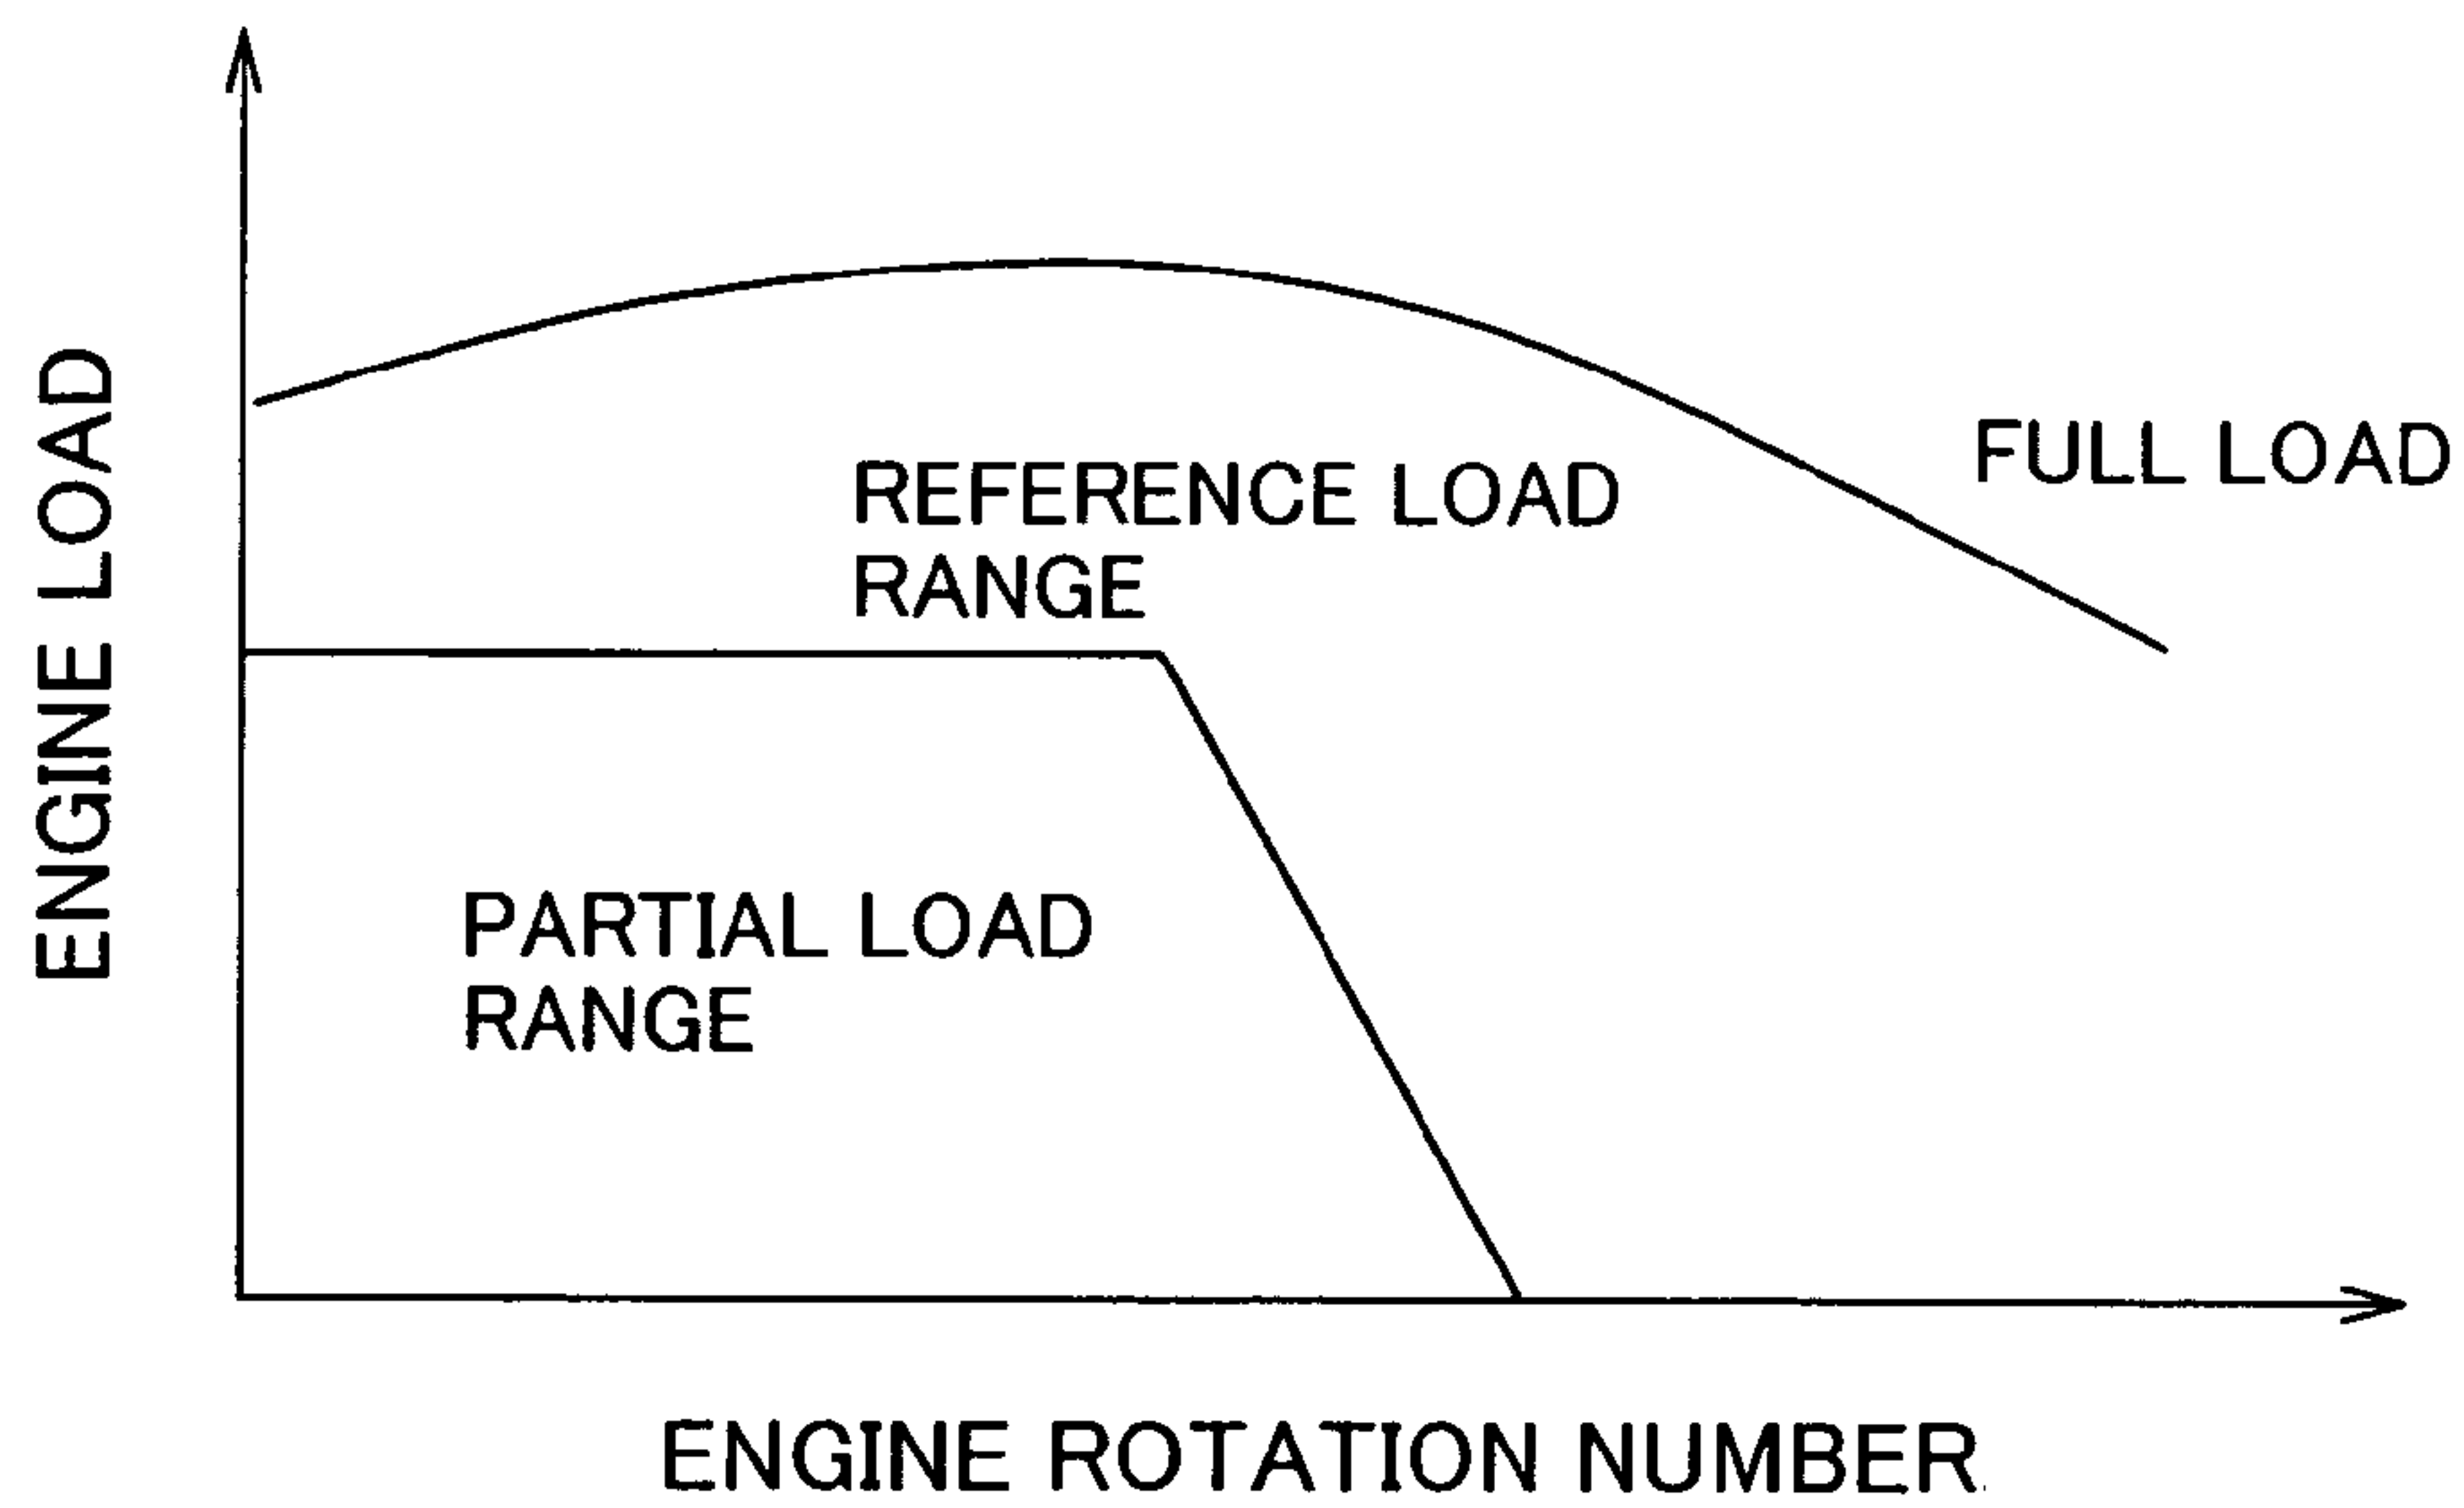 ENGINE LOAD
FULL LOAD
REFERENCE LOAD
RANGE
PARTIAL LOAD
RANGE
ENGINE ROTATION NUMBER